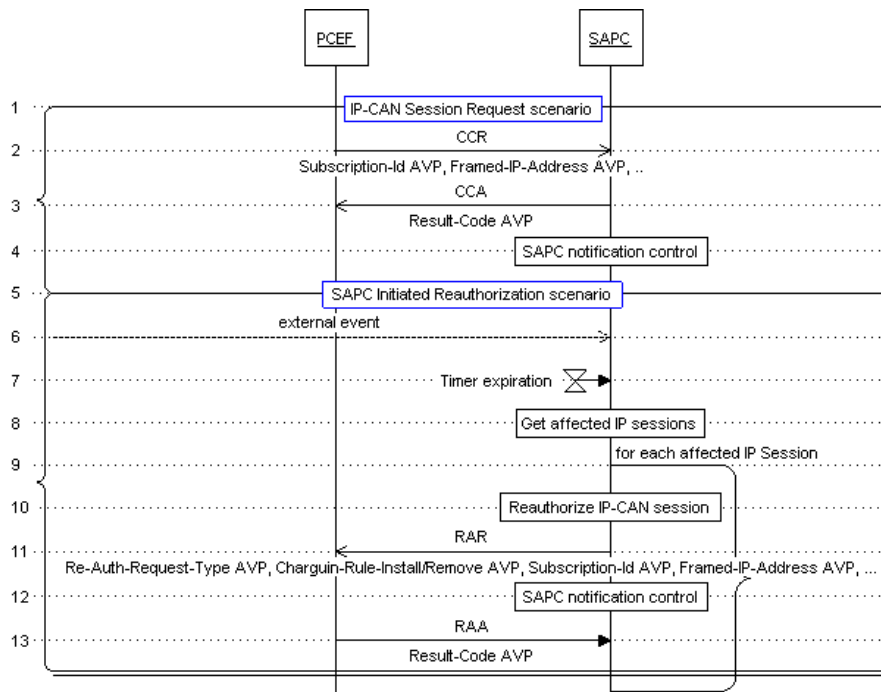 PCEF SAPC
1 IP-CAN Session Request scenario
CCR
2
Subscription-Id AVP, Framed-IP-Address AVP, ..
CCA
3
Result-Code AVP
4 SAPC notification control
5 SAPC Initiated Reauthorization scenario
external event
6
7 Timer expiration
8 Get affected IP sessions
for each affected IP Session
9
10 Reauthorize IP-CAN session
RAR
11
Re-Auth-Request-Type AVP, Charguin-Rule-Install/Remove AVP, Subscription-Id AVP, Framed-IP-Address AVP, ...
12 SAPC notification control
RAA
13
Result-Code AVP